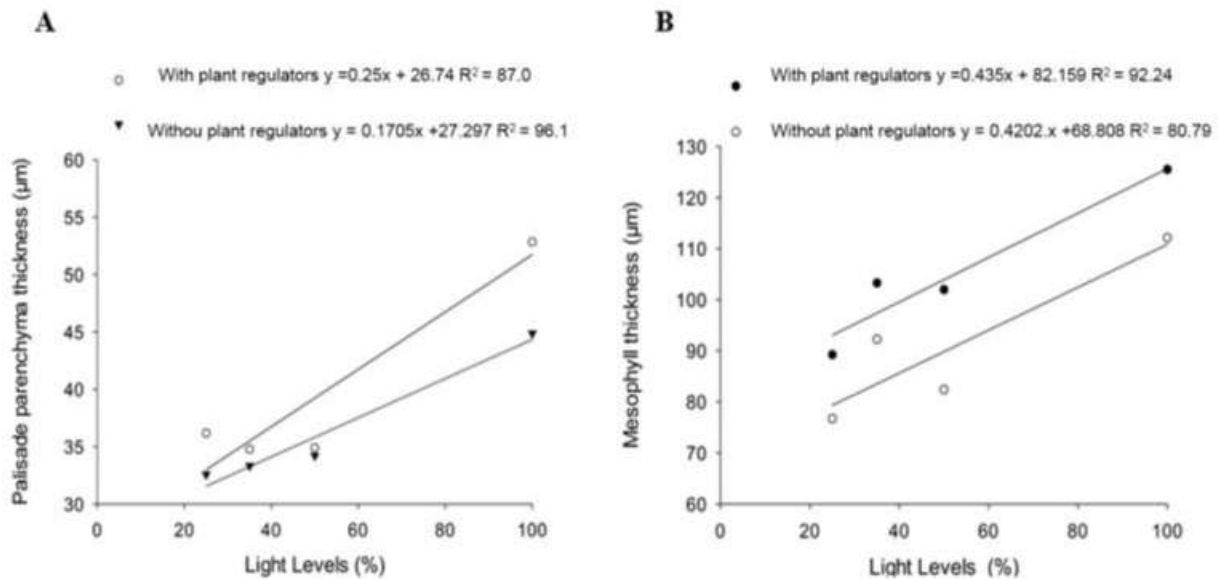 A
With plant regulators y =0.25x + 26.74 R² = 87.0
Withou plant regulators y = 0.1705x +27.297 R² = 96.1
Palisade parenchyma thickness (µm)
60
55
50
45
40
35
30
0 20 40 60 80 100
Light Levels (%)
B
With plant regulators y =0.435x + 82.159 R² = 92.24
Without plant regulators y = 0.4202.x +68.808 R² = 80.79
Mesophyll thickness (µm)
130
120
110
100
90
80
70
60
0 20 40 60 80 100
Light Levels (%)